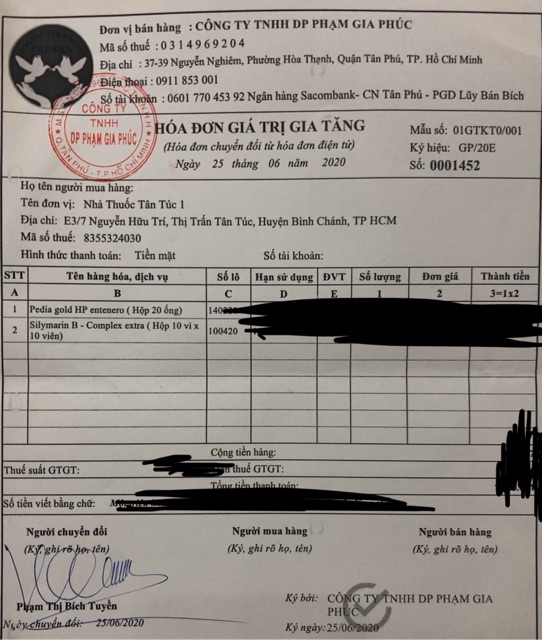 Đơn vị bán hàng : CÔNG TY TNHH DP PHẠM GIA PHÚC
Mã số thuế : 0314969204
Địa chỉ : 37-39 Nguyễn Nghiêm, Phường Hòa Thạnh, Quận Tân Phú, TP. Hồ Chí Minh
Điện thoại : 0911 853 001
Số tài khoản : 0601 770 453 92 Ngân hàng Sacombank- CN Tân Phú - PGD Lũy Bán Bích
CÔNG TY
TNHH
DP PHẠM GIA PHÚC
Q.TÂN PHÚ - T.P HỒ CHÍ MINH
HÓA ĐƠN GIÁ TRỊ GIA TĂNG
(Hóa đơn chuyển đổi từ hóa đơn điện tử)
Ngày 25 tháng 06 năm 2020
Mẫu số: 01GTKT0/001
Ký hiệu: GP/20E
Số: 0001452
Họ tên người mua hàng:
Tên đơn vị: Nhà Thuốc Tân Túc 1
Địa chỉ: E3/7 Nguyễn Hữu Trí, Thị Trấn Tân Túc, Huyện Bình Chánh, TP HCM
Mã số thuế: 8355324030
Hình thức thanh toán: Tiền mặt Số tài khoản:
STT Tên hàng hóa, dịch vụ Số lô Hạn sử dụng ĐVT Số lượng Đơn giá Thành tiền
A B C D E 1 2 3=1x2
1 Pedia gold HP entenero ( Hộp 20 ống)
2 Silymarin B - Complex extra ( Hộp 10 vỉ x 100420
10 viên)
Cộng tiền hàng:
Thuế suất GTGT: thuế GTGT:
Tổng tiền thanh toán:
Số tiền viết bằng chữ:
Người chuyển đổi Người mua hàng Người bán hàng
(Ký, ghi rõ họ, tên) (Ký, ghi rõ họ, tên) (Ký, ghi rõ họ, tên)
Phạm Thị Bích Tuyền
Ngày chuyển đổi: 25/06/2020
Ký bởi: CÔNG TY TNHH DP PHẠM GIA
PHÚC
Ký ngày: 25/06/2020